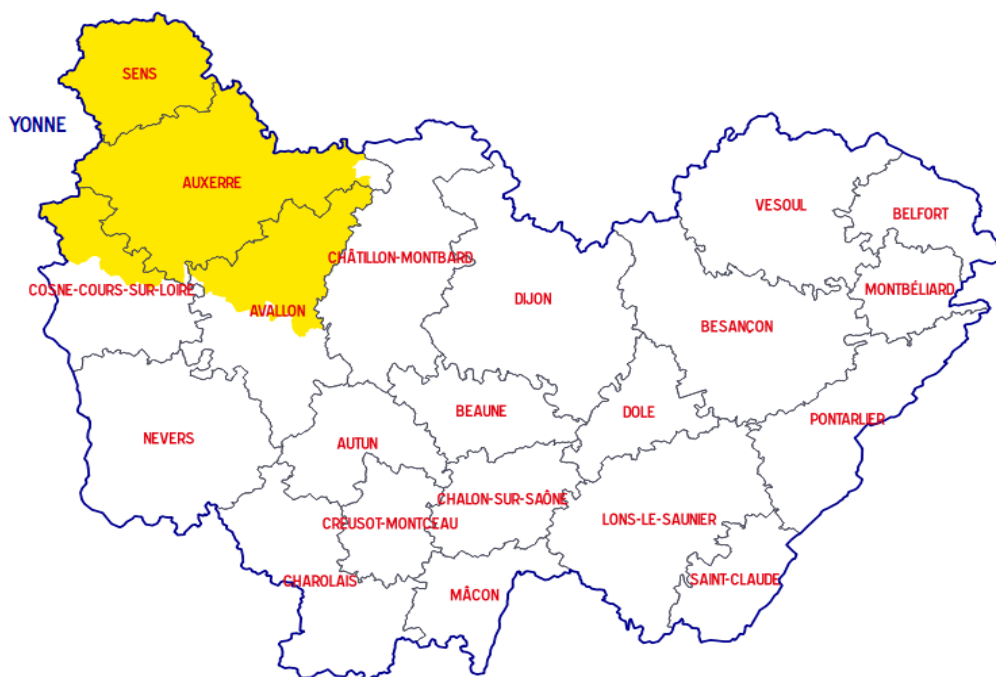 SENS
YONNE
AUXERRE
VESOUL
BELFORT
CHÂTILLON-MONTBARD
COSNE-COURS-SUR-LOIRE
MONTBÉLIARD
DIJON
AVALLON
BESANÇON
BEAUNE
DOLE
PONTARLIER
NEVERS
AUTUN
CHALON-SUR-SAÔNE
LONS-LE-SAUNIER
CREUSOT-MONTCEAU
CHAROLAIS
SAINT-CLAUDE
MÂCON